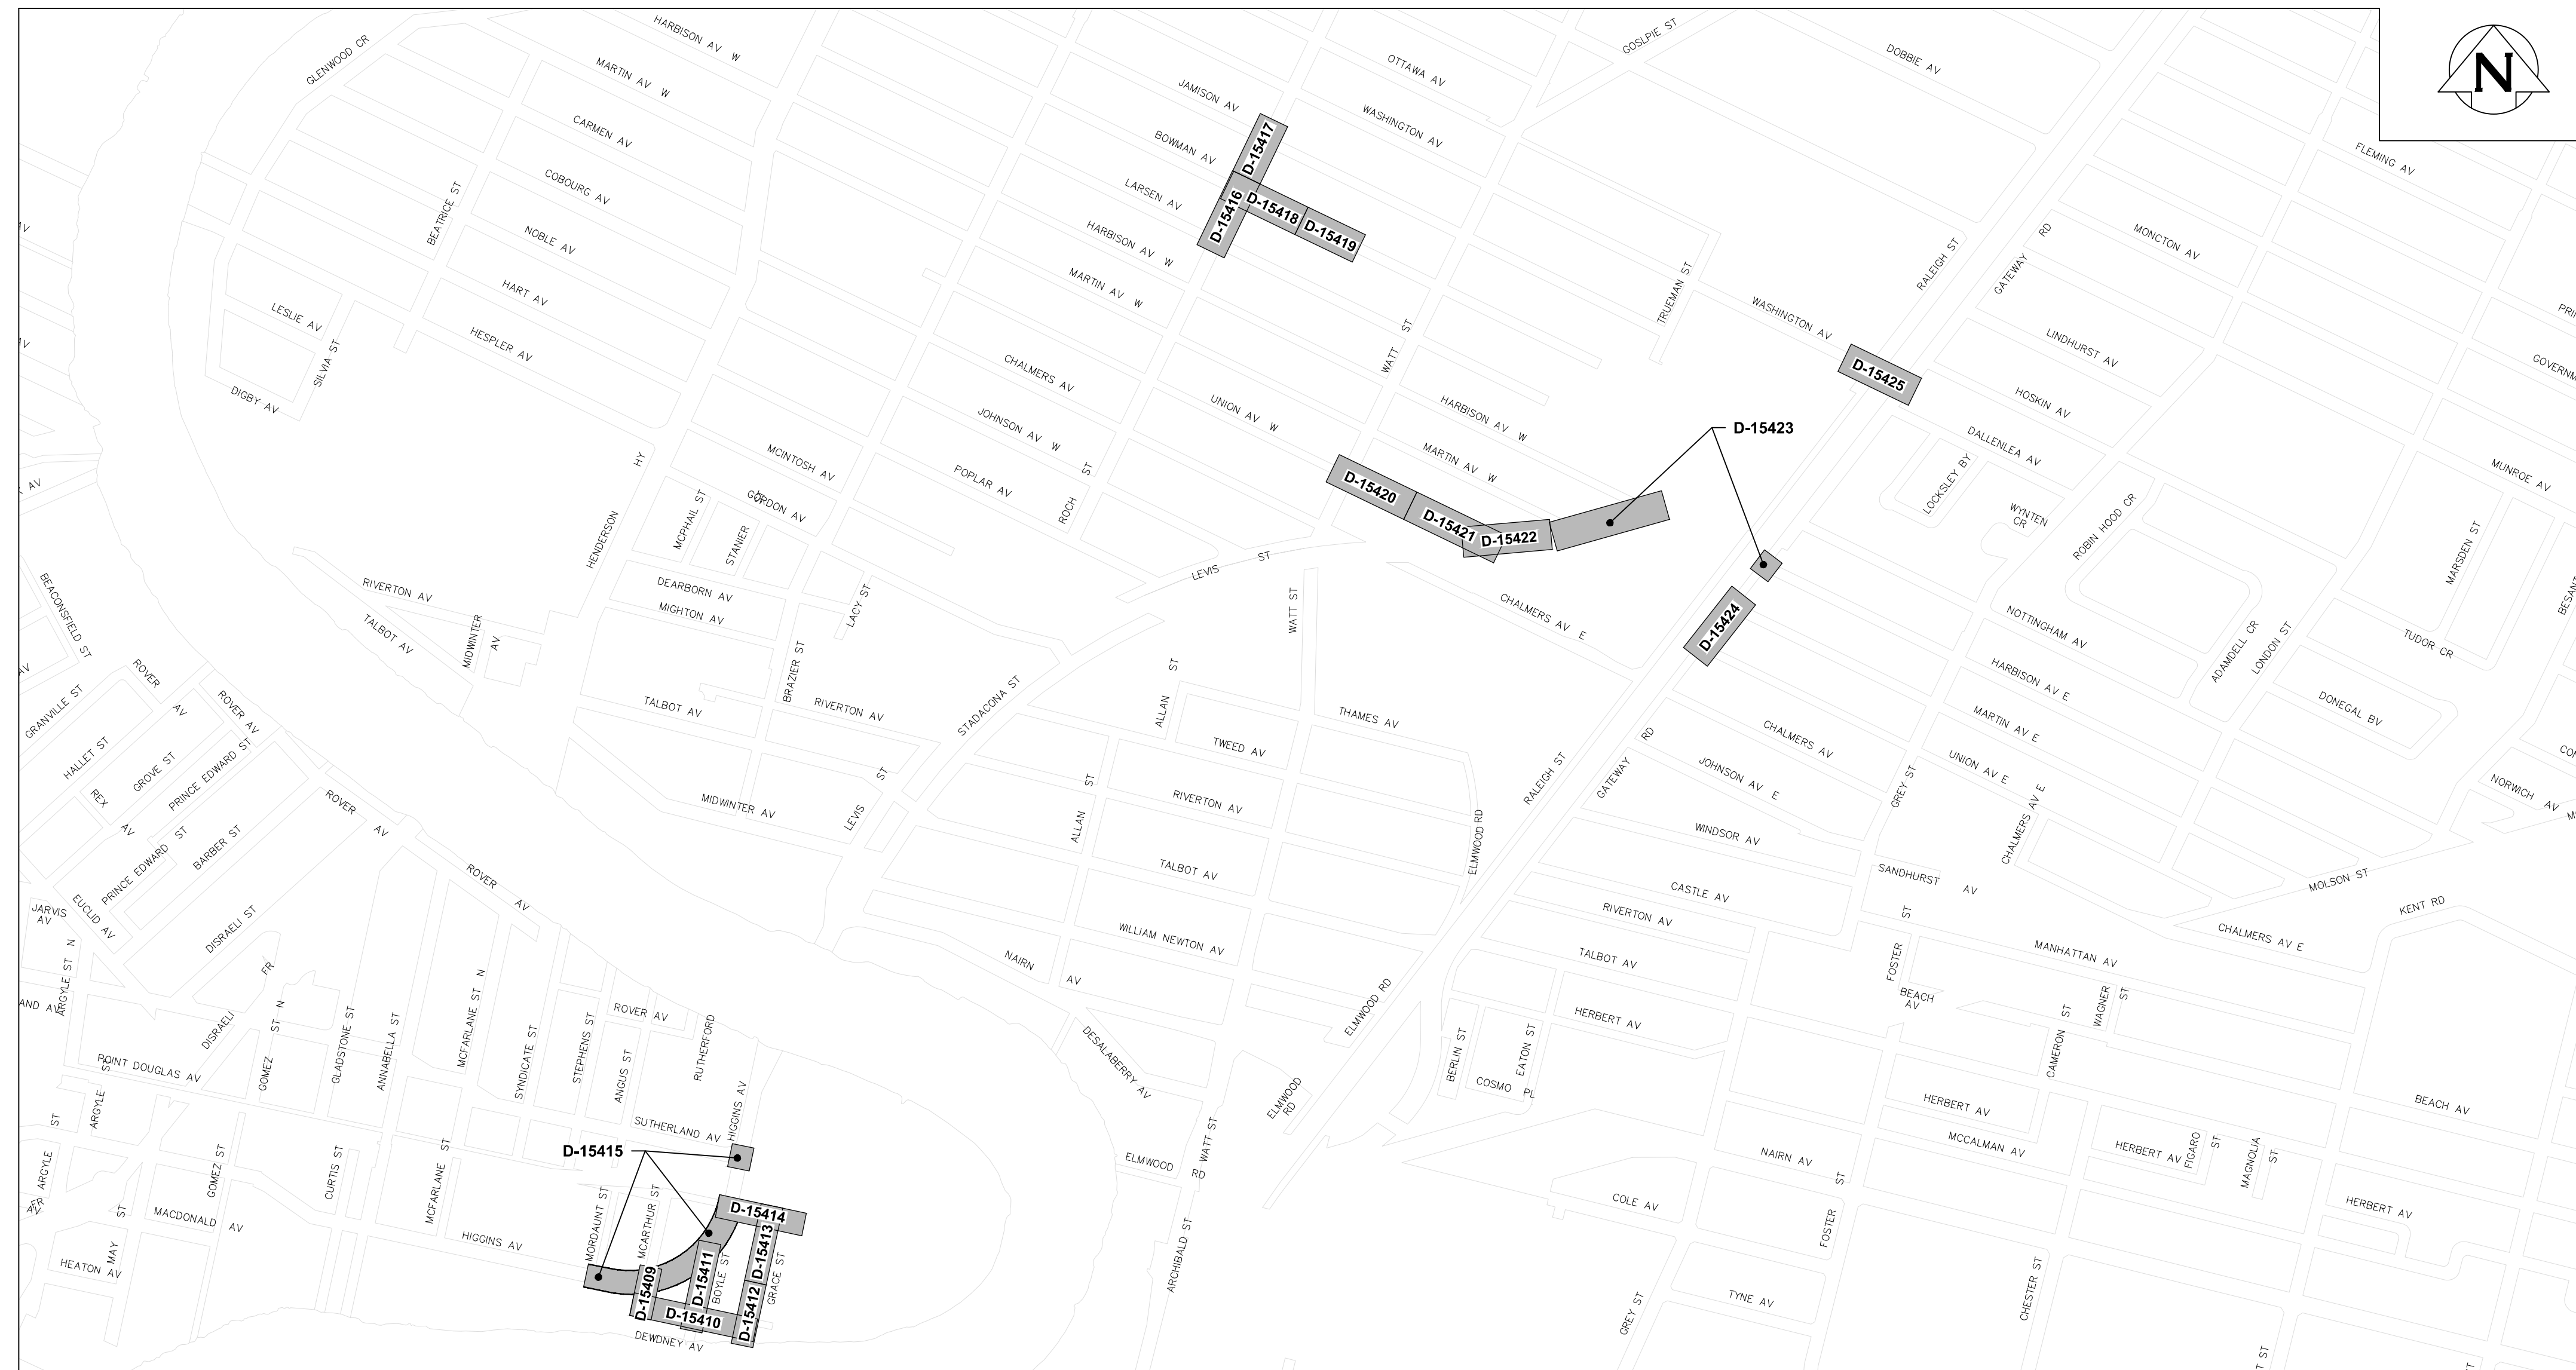 HARBISON AV W
GLENWOOD CR
MARTIN AV W
CARMEN AV
COBOURG AV
BEATRICE ST
NOBLE AV
HART AV
LESLIE AV
SILVIA ST
HESPLER AV
DIGBY AV
JAMISON AV
BOWMAN AV
LARSEN AV
HARBISON AV W
MARTIN AV W
OTTAWA AV
WASHINGTON AV
GOSLPIE ST
DOBBIE AV
N
FLEMING AV
D-15417
D-15416
D-15418
D-15419
MONCTON AV
RALEIGH ST
GATEWAY RD
TRUEMAN ST
WASHINGTON AV
LINDHURST AV
D-15425
HOSKIN AV
DALLENLEA AV
WATT ST
CHALMERS AV
UNION AV W
HARBISON AV W
D-15423
JOHNSON AV W
MCINTOSH AV
GORDON AV
POPLAR AV
ROCH ST
MARTIN AV W
D-15420
D-15421
D-15422
D-15424
LOCKSLEY BY
WYNTEN CR
ROBIN HOOD CR
MUNROE AV
MARSDEN ST
HENDERSON HY
MCPHAIL ST
STANIER ST
DEARBORN AV
MIGHTON AV
LACY ST
LEVIS ST
WATT ST
CHALMERS AV E
NOTTINGHAM AV
HARBISON AV E
MARTIN AV E
UNION AV E
ADAMDELL CR
LONDON ST
TUDOR CR
DONEGAL BV
NORWICH AV
BEACONSFIELD ST
RIVERTON AV
TALBOT AV
MIDWINTER AV
BRAZIER ST
TALBOT AV
RIVERTON AV
STADACONA ST
ALLAN ST
THAMES AV
TWEED AV
RIVERTON AV
ALLAN ST
TALBOT AV
WILLIAM NEWTON AV
MIDWINTER AV
LEVIS ST
NAIRN AV
ELMWOOD RD
RALEIGH ST
GATEWAY RD
CHALMERS AV
JOHNSON AV E
GREY ST
WINDSOR AV
CHALMERS AV E
SANDHURST AV
CASTLE AV
RIVERTON AV
TALBOT AV
FOSTER ST
MOLSON ST
KENT RD
CHALMERS AV E
MANHATTAN AV
BEACH AV
WAGNER ST
CAMERON ST
ROVER AV
GRANVILLE ST
ROVER AV
HALLET ST
GROVE ST
PRINCE EDWARD ST
REX AV
PRINCE EDWARD ST
BARBER ST
ROVER AV
EUCLID AV
JARVIS AV
DISRAELI ST
ROVER AV
ARGYLE ST N
DISRAELI FR
GOMEZ ST N
GLADSTONE ST
ANNABELLA ST
MCFARLANE ST N
SYNDICATE ST
STEPHENS ST
ROVER AV
ANGUS ST
RUTHERFORD
HIGGINS AV
POINT DOUGLAS AV
ARGYLE ST
SUTHERLAND AV
D-15415
ARGYLE ST
GOMEZ ST
CURTIS ST
MCFARLANE ST
MACDONALD AV
MAY ST
HEATON AV
HIGGINS AV
MORDAUNT ST
MCARTHUR ST
D-15414
D-15413
D-15409
D-15411
BOYLE ST
D-15412
GRACE ST
D-15410
DEWDNEY AV
DESALABERRY AV
ELMWOOD RD
ELMWOOD RD
WATT ST
ELMWOOD RD
ARCHIBALD ST
BERLIN ST
EATON ST
COSMO PL
HERBERT AV
HERBERT AV
MCCALMAN AV
NAIRN AV
COLE AV
FOSTER ST
TYNE AV
GREY ST
CHESTER ST
HERBERT AV
FIGARO ST
MAGNOLIA ST
BEACH AV
HERBERT AV